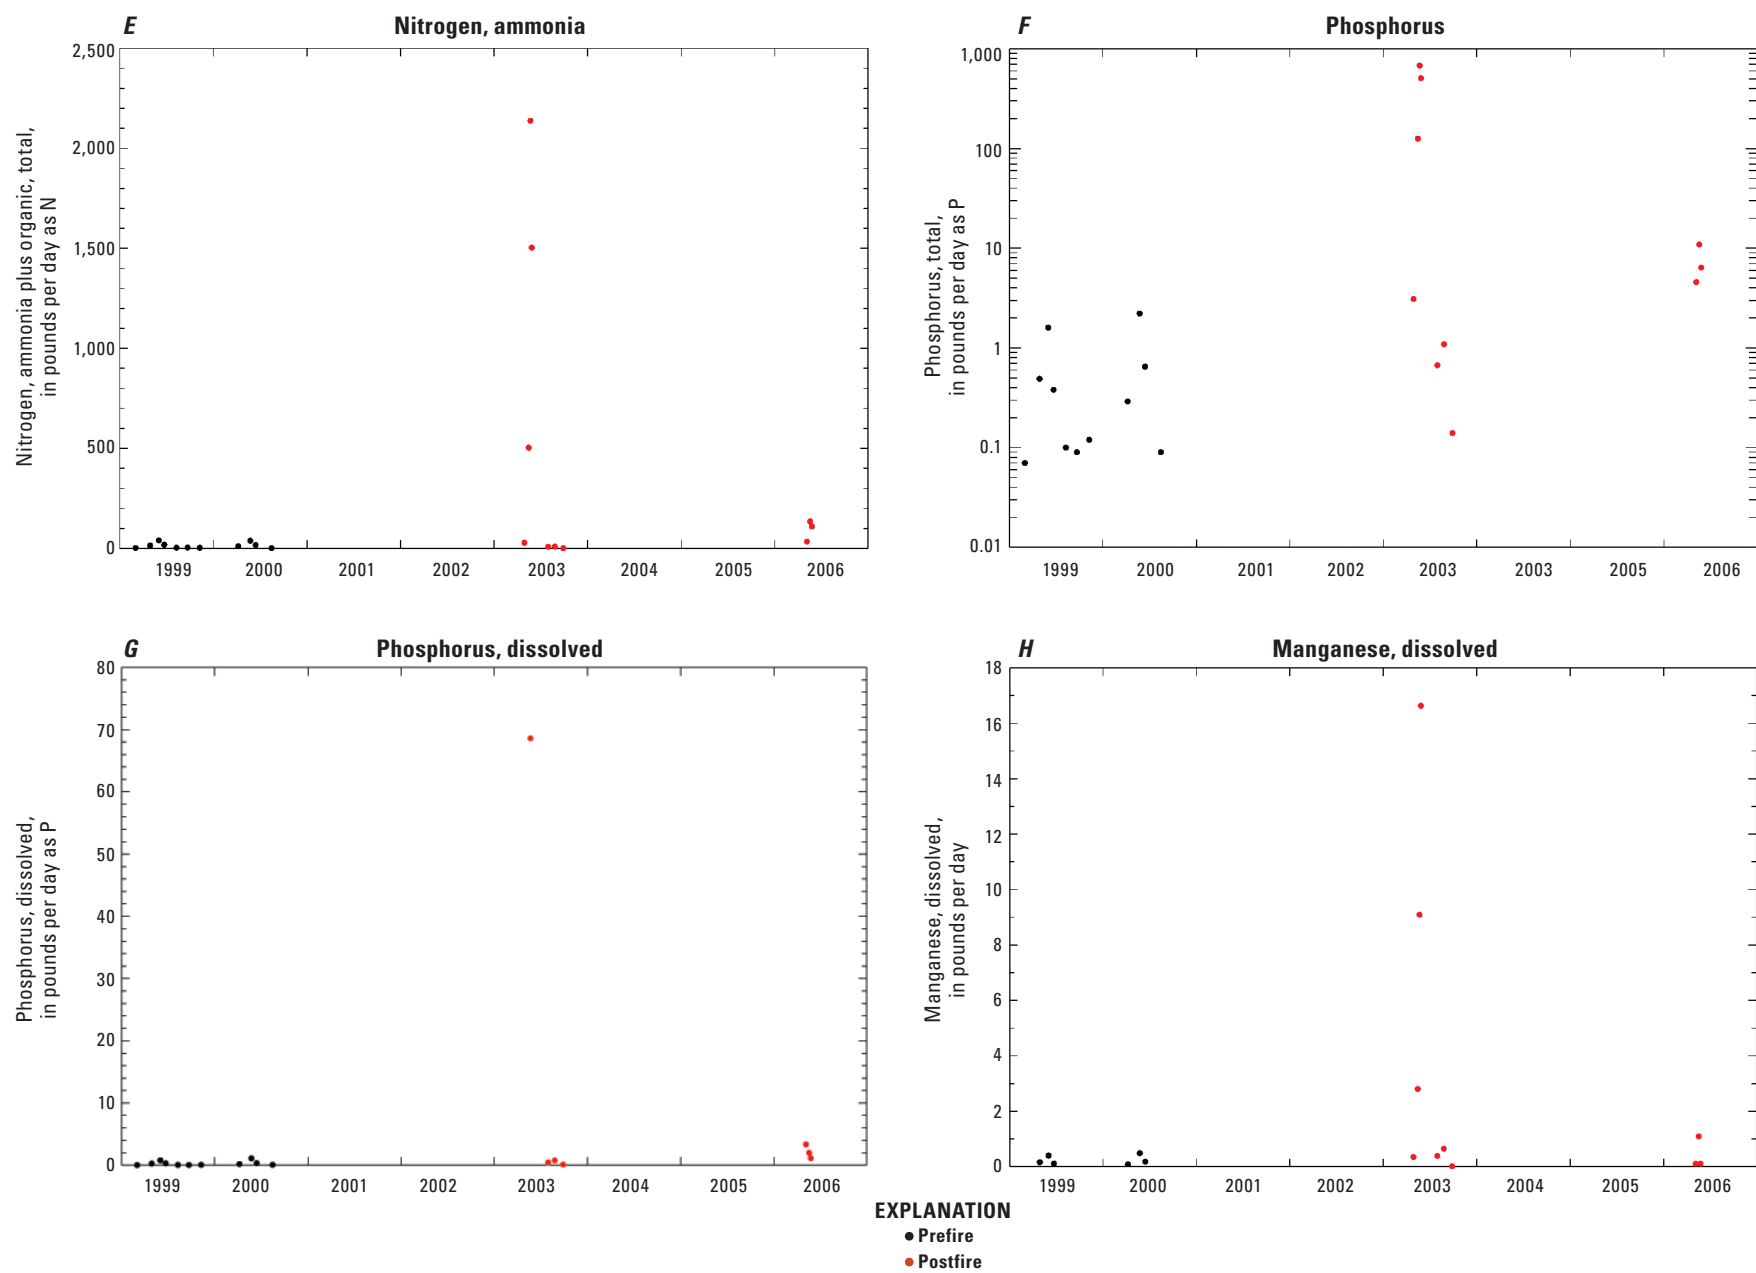 E Nitrogen, ammonia
Nitrogen, ammonia plus organic, total,
in pounds per day as N
2,500
2,000
1,500
1,000
500
0
1999 2000 2001 2002 2003 2004 2005 2006
F Phosphorus
Phosphorus, total,
in pounds per day as P
1,000
100
10
1
0.1
0.01
1999 2000 2001 2002 2003 2003 2005 2006
G Phosphorus, dissolved
Phosphorus, dissolved,
in pounds per day as P
80
70
60
50
40
30
20
10
0
1999 2000 2001 2002 2003 2004 2005 2006
H Manganese, dissolved
Manganese, dissolved,
in pounds per day
18
16
14
12
10
8
6
4
2
0
1999 2000 2001 2002 2003 2004 2005 2006
EXPLANATION
Prefire
Postfire